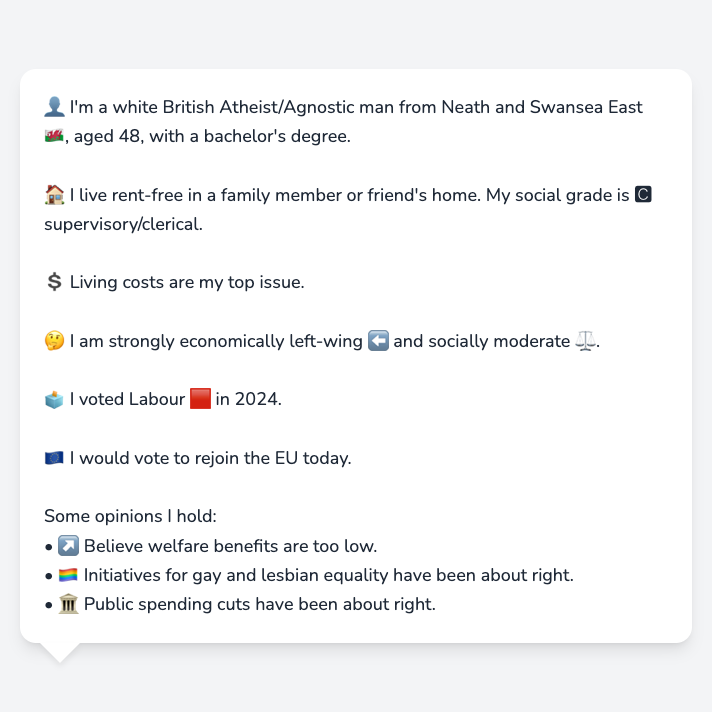 👤 I'm a white British Atheist/Agnostic man from Neath and Swansea East
🏴󠁧󠁢󠁷󠁬󠁳󠁿, aged 48, with a bachelor's degree.
🏠 I live rent-free in a family member or friend's home. My social grade is C
supervisory/clerical.
💲 Living costs are my top issue.
🤔 I am strongly economically left-wing ⬅️ and socially moderate ⚖️.
🗳️ I voted Labour 🟥 in 2024.
🇪🇺 I would vote to rejoin the EU today.
Some opinions I hold:
• ↗️ Believe welfare benefits are too low.
• 🏳️‍🌈 Initiatives for gay and lesbian equality have been about right.
• 🏛️ Public spending cuts have been about right.